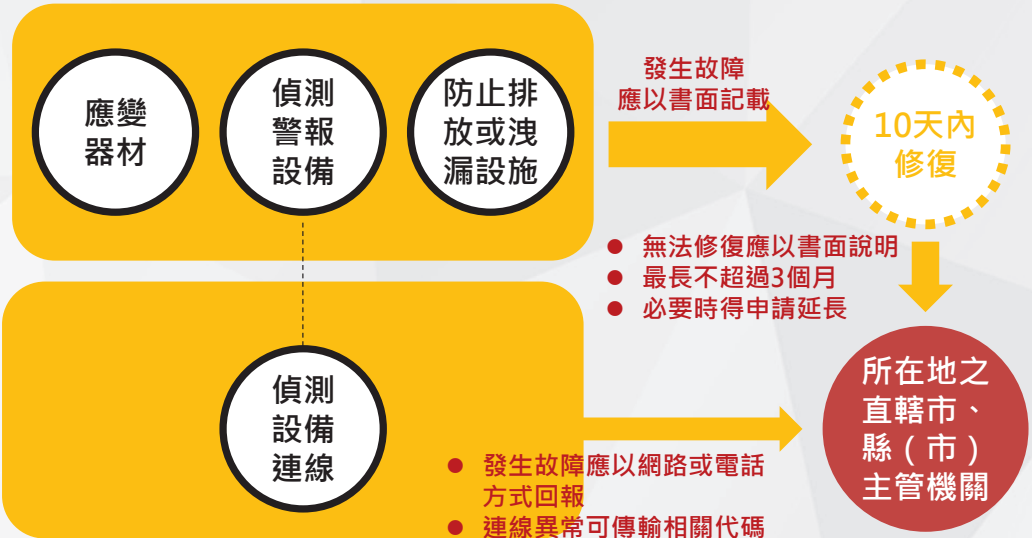 應變
器材
偵測
警報
設備
防止排
放或洩
漏設施
發生故障
應以書面記載
10天內
修復
● 無法修復應以書面說明
● 最長不超過3個月
● 必要時得申請延長
偵測
設備
連線
● 發生故障應以網路或電話
方式回報
● 連線異常可傳輸相關代碼
所在地之
直轄市、
縣（市）
主管機關